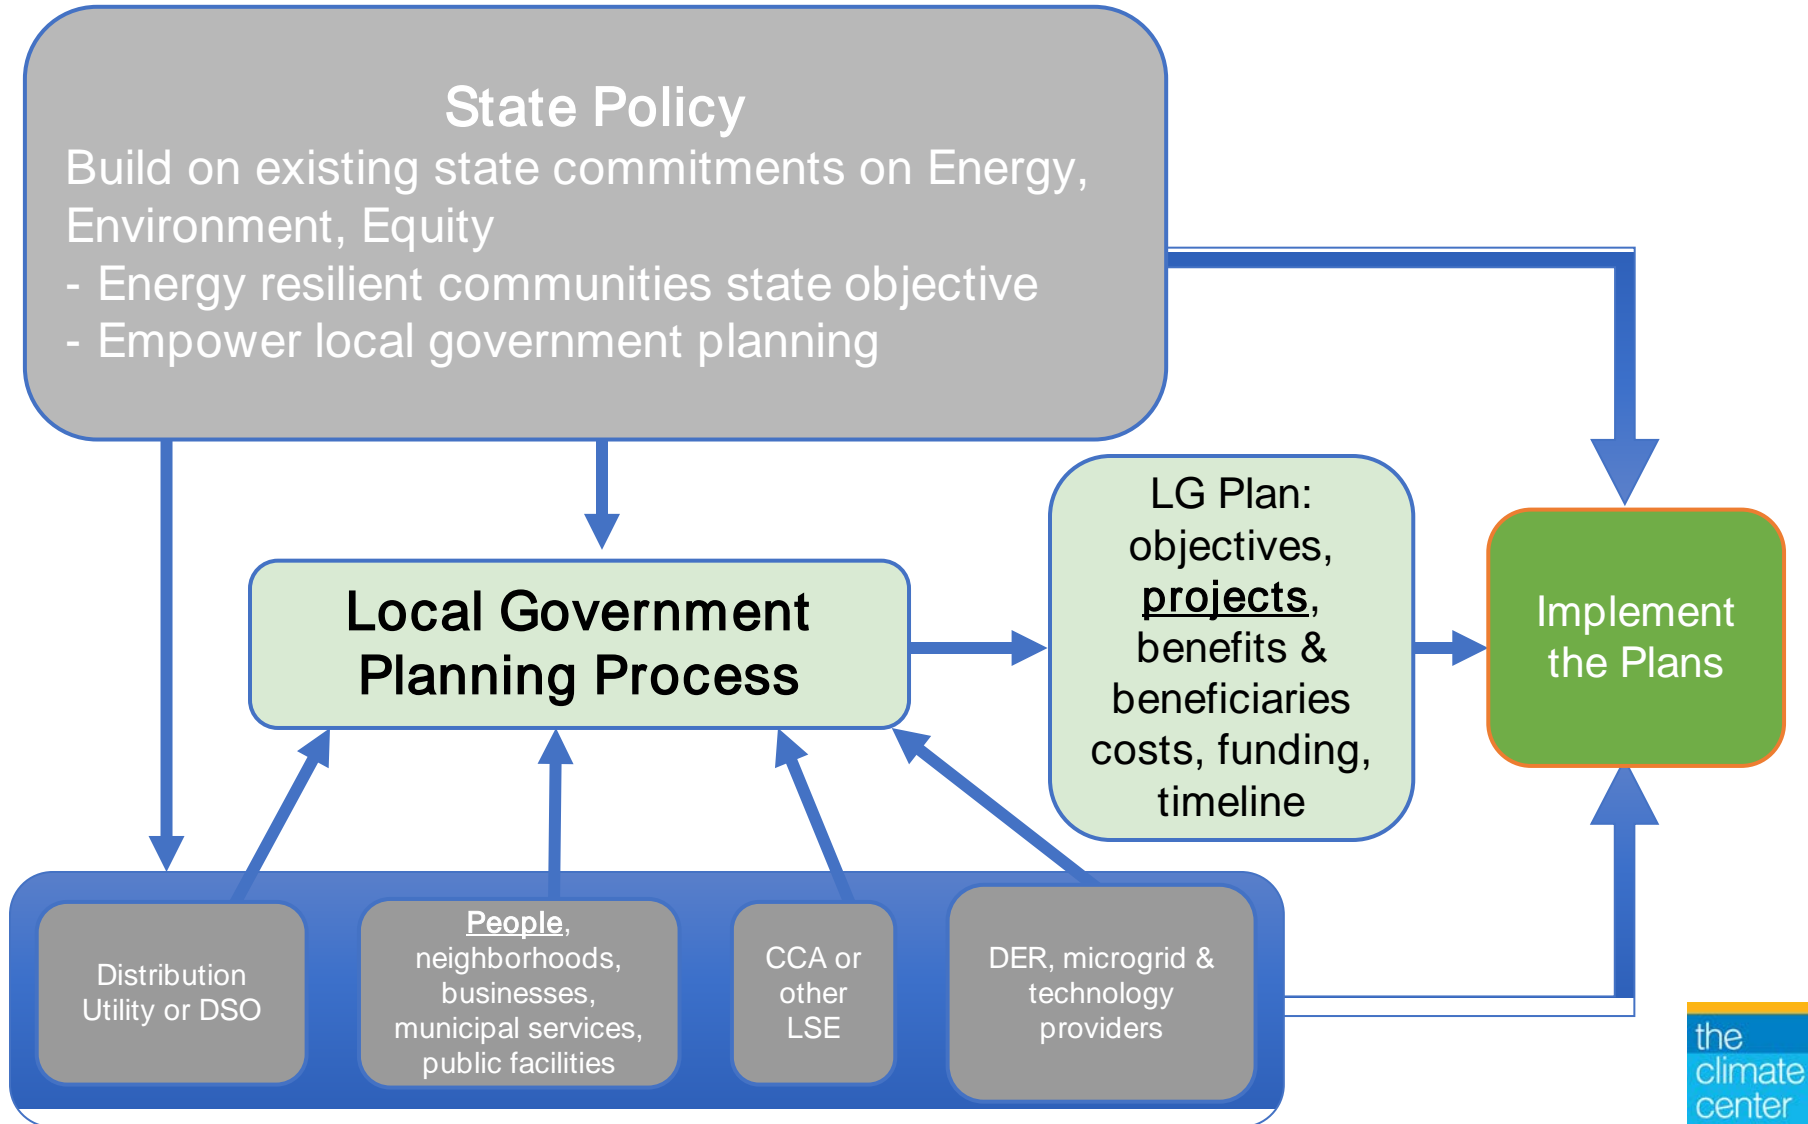 State Policy
Build on existing state commitments on Energy,
Environment, Equity
- Energy resilient communities state objective
- Empower local government planning
Local Government
Planning Process
LG Plan:
objectives,
projects,
benefits &
beneficiaries
costs, funding,
timeline
Implement
the Plans
Distribution
Utility or DSO
People,
neighborhoods,
businesses,
municipal services,
public facilities
CCA or
other
LSE
DER, microgrid &
technology
providers
the
climate
center